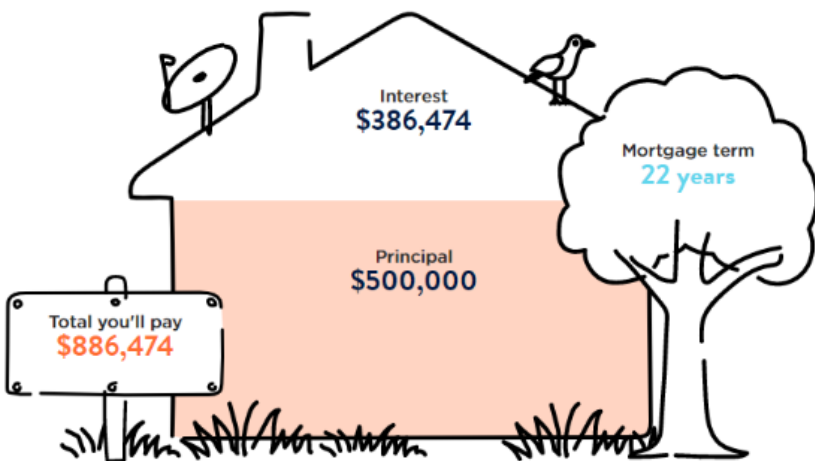 Interest
$386,474
Mortgage term
22 years
Principal
$500,000
Total you'll pay
$886,474